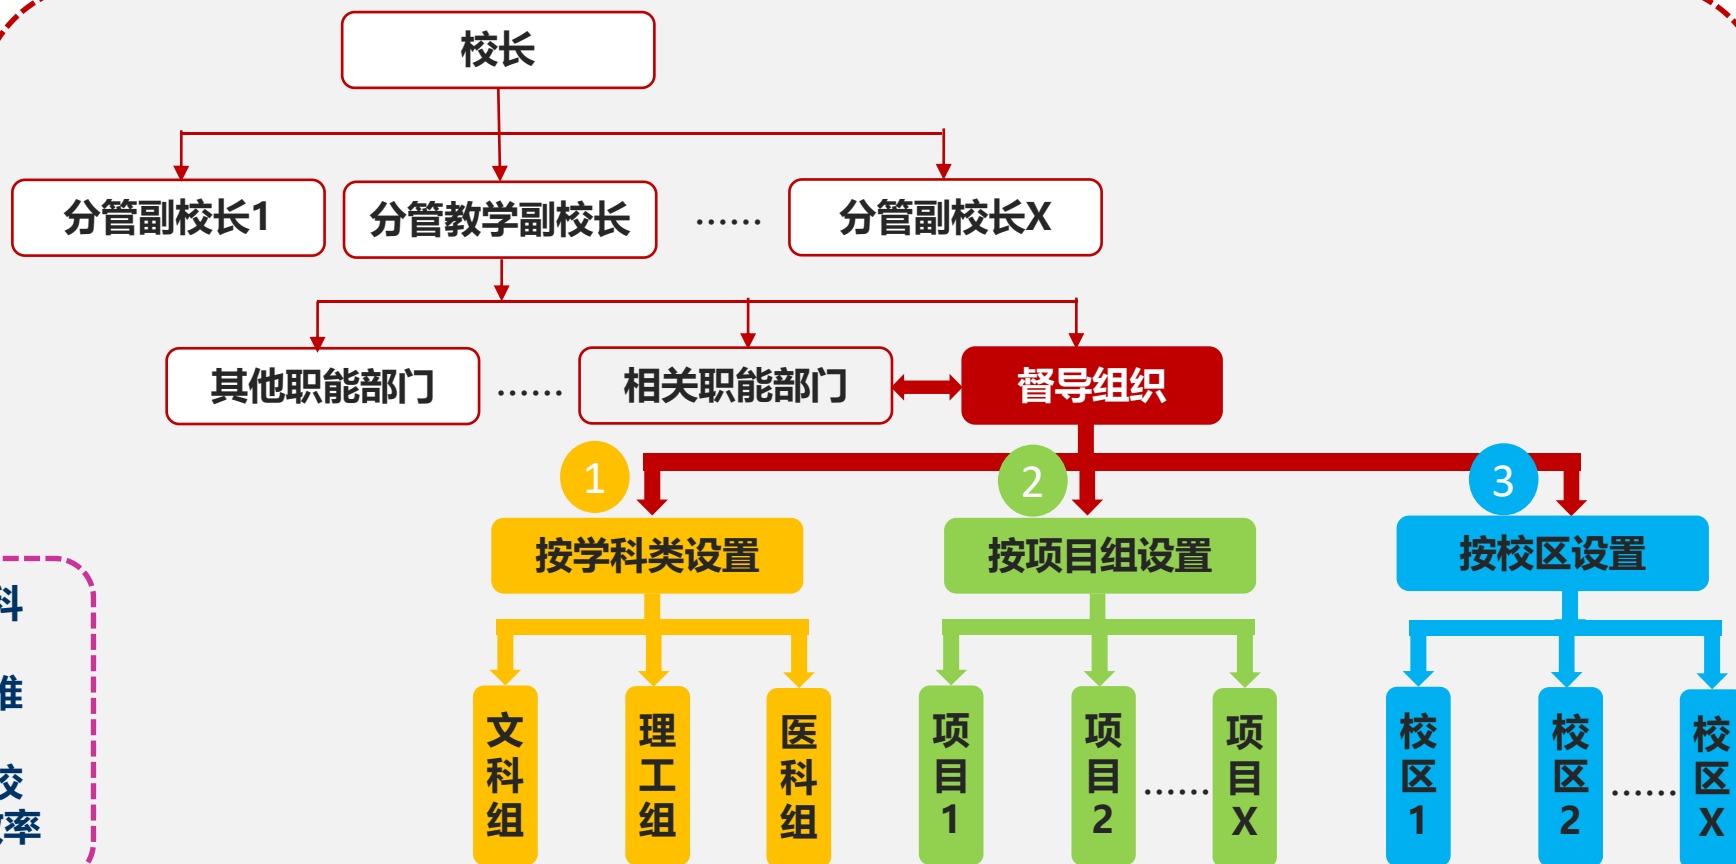 校长
分管副校长1
分管教学副校长
……
分管副校长X
其他职能部门
……
相关职能部门
督导组织
1
2
3
按学科类设置
按项目组设置
按校区设置
科
准
校
率
文科组
理工组
医科组
项目1
项目2
……
项目X
校区1
校区2
……
校区X